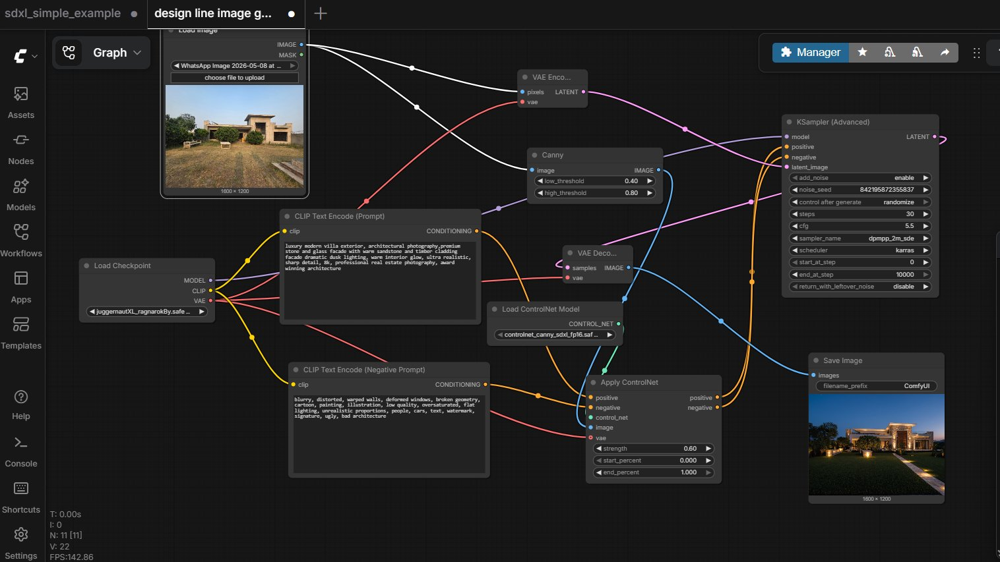 sdxl_simple_example
design line image g...
Graph
Manager
Assets
Nodes
Models
Workflows
Apps
Templates
Help
Console
Shortcuts
Settings
Load Image
IMAGE
MASK
WhatsApp Image 2026-05-08 at ...
choose file to upload
1600 × 1200
VAE Enco...
pixels LATENT
vae
Canny
image IMAGE
low_threshold 0.40
high_threshold 0.80
KSampler (Advanced)
model LATENT
positive
negative
latent_image
add_noise enable
noise_seed 842195872355837
control after generate randomize
steps 30
cfg 5.5
sampler_name dpmpp_2m_sde
scheduler karras
start_at_step 0
end_at_step 10000
return_with_leftover_noise disable
CLIP Text Encode (Prompt)
clip CONDITIONING
luxury modern villa exterior, architectural photography,premium
stone and glass facade with warm sandstone and timber cladding
facade dramatic dusk lighting, warm interior glow, ultra realistic,
sharp detail, 8k, professional real estate photography, award
winning architecture
Load Checkpoint
MODEL
CLIP
VAE
juggernautXL_ragnarokBy.safe...
VAE Deco...
samples IMAGE
vae
Load ControlNet Model
CONTROL_NET
controlnet_canny_sdxl_fp16.saf...
CLIP Text Encode (Negative Prompt)
clip CONDITIONING
blurry, distorted, warped walls, deformed windows, broken geometry,
cartoon, painting, illustration, low quality, oversaturated, flat
lighting, unrealistic proportions, people, cars, text, watermark,
signature, ugly, bad architecture
Apply ControlNet
positive positive
negative negative
control_net
image
vae
strength 0.60
start_percent 0.000
end_percent 1.000
Save Image
images
filename_prefix ComfyUI
1600 × 1200
T: 0.00s
I: 0
N: 11 [11]
V: 22
FPS:142.86